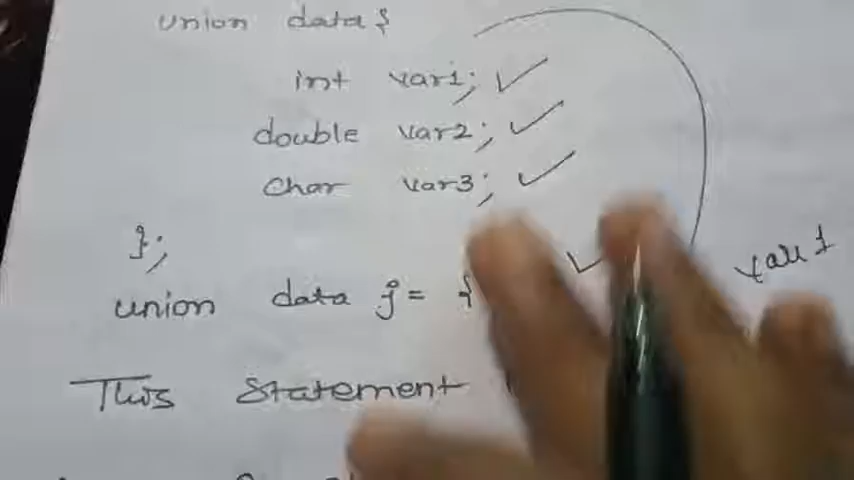 union data {
int var1;
double var2;
char var3;
};
union data j = {
var 1
This statement